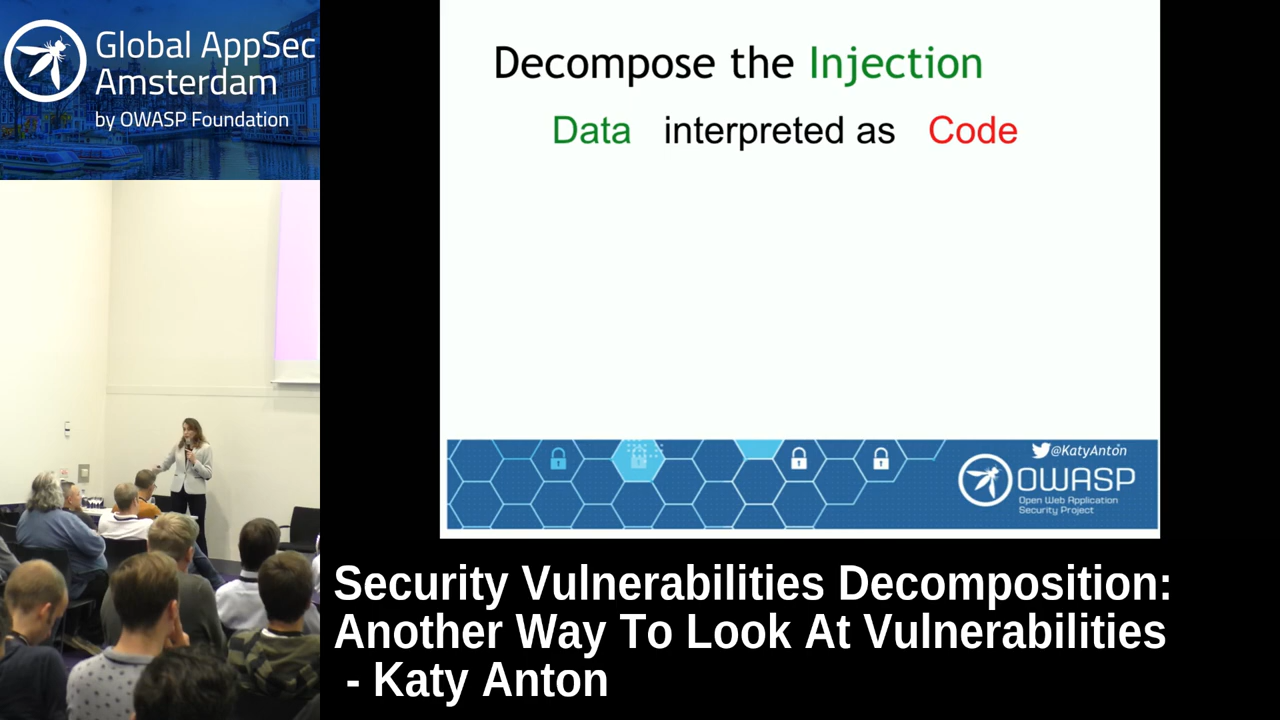 Global AppSec
Amsterdam
by OWASP Foundation
Decompose the Injection
Data interpreted as Code
@KatyAnton
OWASP
Open Web Application
Security Project
Security Vulnerabilities Decomposition:
Another Way To Look At Vulnerabilities
- Katy Anton